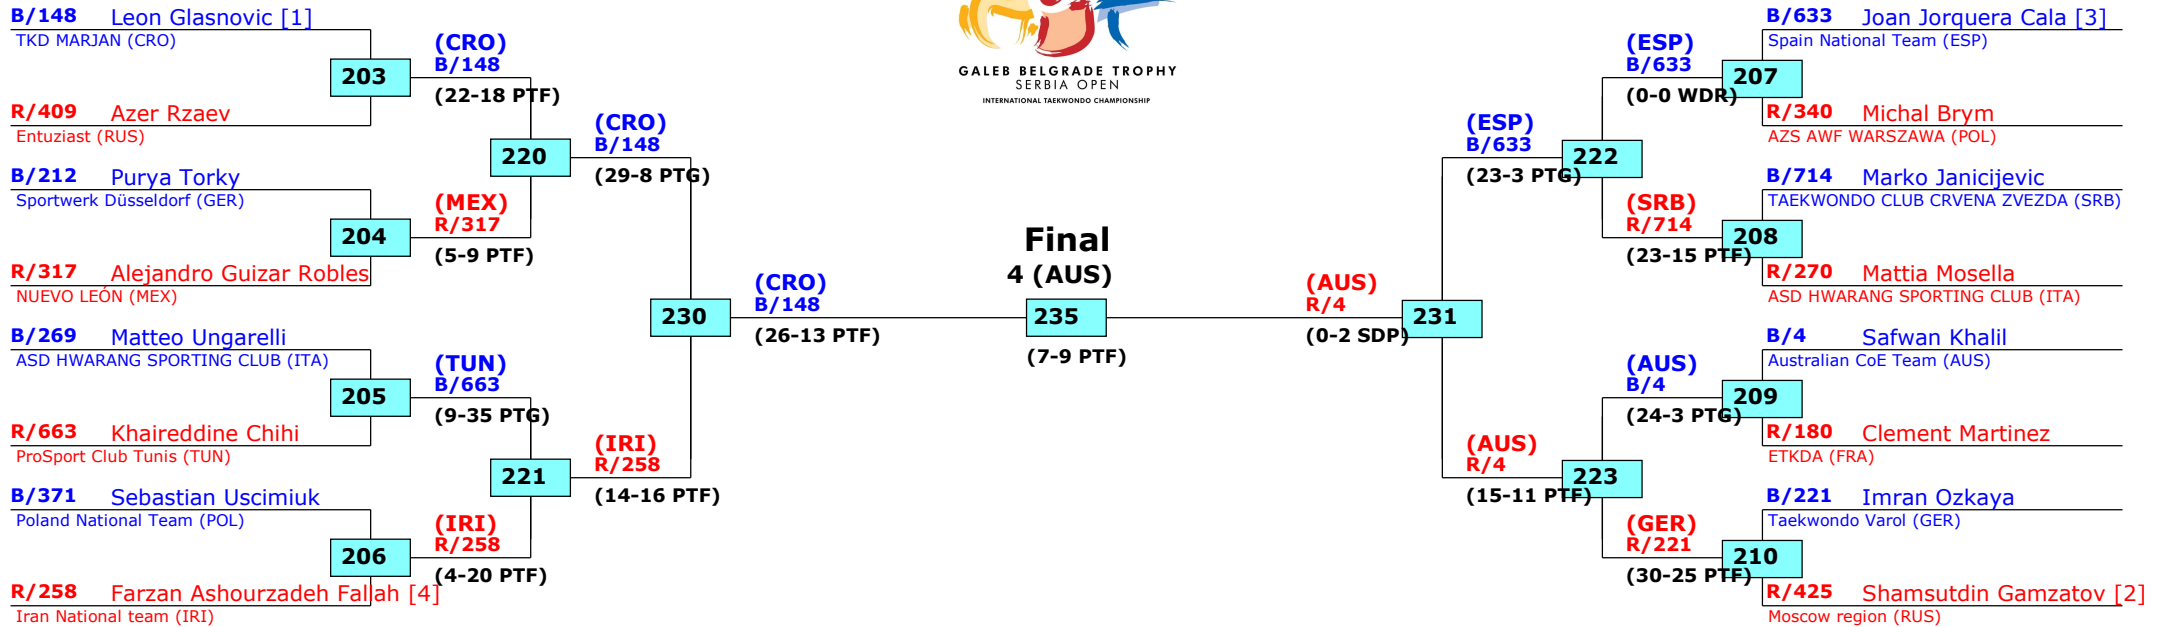 B/148 Leon Glasnovic [1]
TKD MARJAN (CRO)
(CRO)
B/148
203
(22-18 PTF)
R/409 Azer Rzaev
Entuziast (RUS)
220
(CRO)
B/148
(29-8 PTG)
B/212 Purya Torky
Sportwerk Düsseldorf (GER)
(MEX)
R/317
204
(5-9 PTF)
R/317 Alejandro Guizar Robles
NUEVO LEÓN (MEX)
230
(CRO)
B/148
(26-13 PTF)
B/269 Matteo Ungarelli
ASD HWARANG SPORTING CLUB (ITA)
(TUN)
B/663
205
(9-35 PTG)
R/663 Khaireddine Chihi
ProSport Club Tunis (TUN)
221
(IRI)
R/258
(14-16 PTF)
B/371 Sebastian Uscimiuk
Poland National Team (POL)
(IRI)
R/258
206
(4-20 PTF)
R/258 Farzan Ashourzadeh Fallah [4]
Iran National team (IRI)
GALEB BELGRADE TROPHY
SERBIA OPEN
INTERNATIONAL TAEKWONDO CHAMPIONSHIP
Final
4 (AUS)
235
(7-9 PTF)
B/633 Joan Jorquera Cala [3]
Spain National Team (ESP)
(ESP)
B/633
207
(0-0 WDR)
R/340 Michal Brym
AZS AWF WARSZAWA (POL)
(ESP)
B/633
222
(23-3 PTG)
B/714 Marko Janicijevic
TAEKWONDO CLUB CRVENA ZVEZDA (SRB)
(SRB)
R/714
208
(23-15 PTF)
R/270 Mattia Mosella
ASD HWARANG SPORTING CLUB (ITA)
(AUS)
R/4
231
(0-2 SDP)
B/4 Safwan Khalil
Australian CoE Team (AUS)
(AUS)
B/4
209
(24-3 PTG)
R/180 Clement Martinez
ETKDA (FRA)
(AUS)
R/4
223
(15-11 PTF)
B/221 Imran Ozkaya
Taekwondo Varol (GER)
(GER)
R/221
210
(30-25 PTF)
R/425 Shamsutdin Gamzatov [2]
Moscow region (RUS)